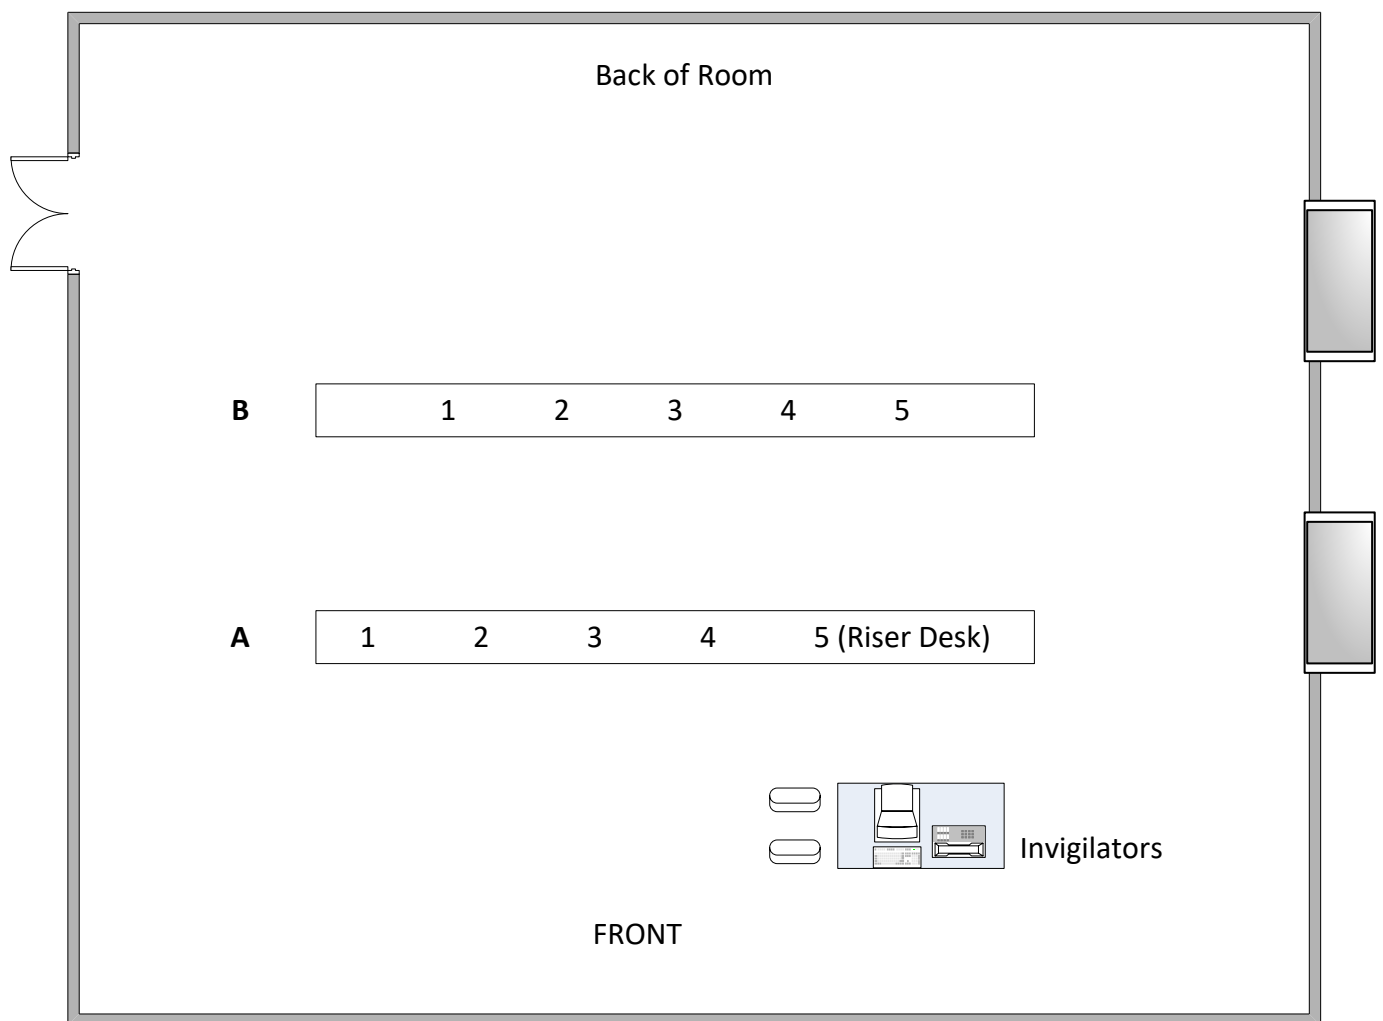 Back of Room
B 1 2 3 4 5
A 1 2 3 4 5 (Riser Desk)
Invigilators
FRONT